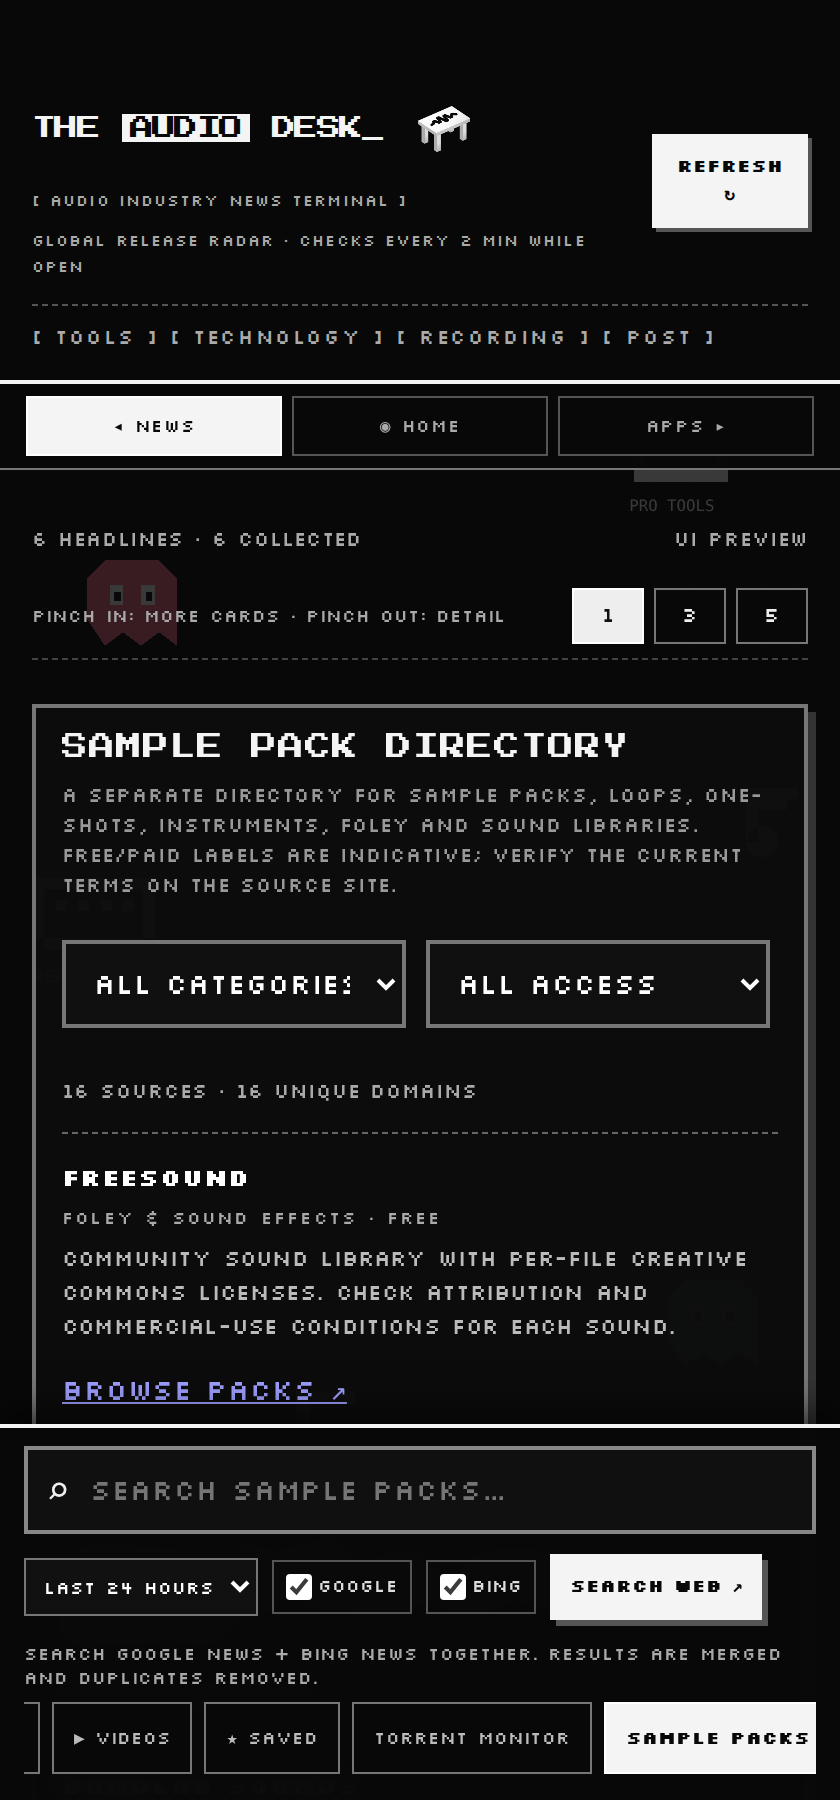 THE AUDIO DESK_
REFRESH
↻
[ AUDIO INDUSTRY NEWS TERMINAL ]
GLOBAL RELEASE RADAR · CHECKS EVERY 2 MIN WHILE
OPEN
[ TOOLS ] [ TECHNOLOGY ] [ RECORDING ] [ POST ]
◂ NEWS
◉ HOME
APPS ▸
PRO TOOLS
6 HEADLINES · 6 COLLECTED
UI PREVIEW
PINCH IN: MORE CARDS · PINCH OUT: DETAIL
1
3
5
SAMPLE PACK DIRECTORY
A SEPARATE DIRECTORY FOR SAMPLE PACKS, LOOPS, ONE-
SHOTS, INSTRUMENTS, FOLEY AND SOUND LIBRARIES.
FREE/PAID LABELS ARE INDICATIVE; VERIFY THE CURRENT
TERMS ON THE SOURCE SITE.
ALL CATEGORIES
ALL ACCESS
16 SOURCES · 16 UNIQUE DOMAINS
FREESOUND
FOLEY & SOUND EFFECTS · FREE
COMMUNITY SOUND LIBRARY WITH PER-FILE CREATIVE
COMMONS LICENSES. CHECK ATTRIBUTION AND
COMMERCIAL-USE CONDITIONS FOR EACH SOUND.
BROWSE PACKS ↗
SEARCH SAMPLE PACKS…
LAST 24 HOURS
GOOGLE
BING
SEARCH WEB ↗
SEARCH GOOGLE NEWS + BING NEWS TOGETHER. RESULTS ARE MERGED
AND DUPLICATES REMOVED.
▶ VIDEOS
★ SAVED
TORRENT MONITOR
SAMPLE PACKS